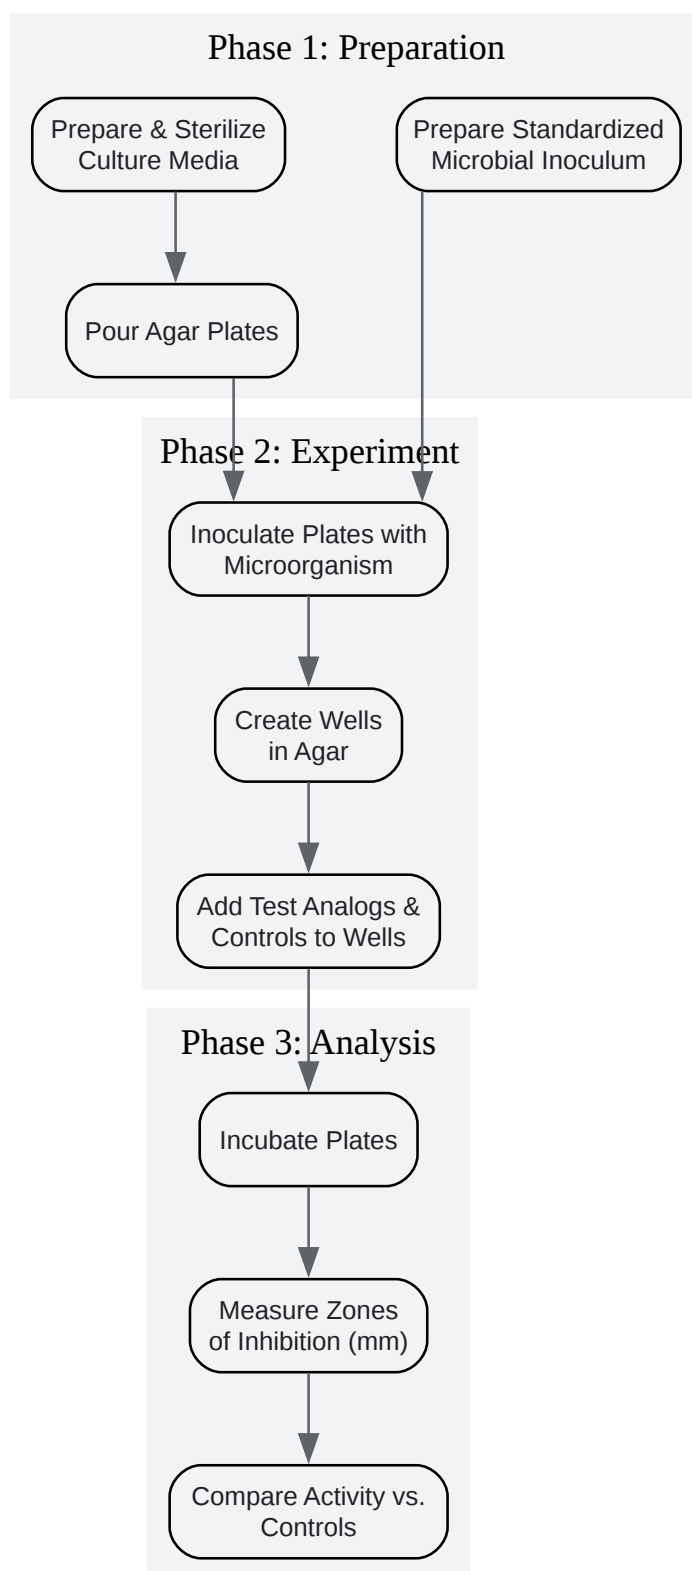 Phase 1: Preparation
Prepare & Sterilize
Culture Media
Prepare Standardized
Microbial Inoculum
Pour Agar Plates
Phase 2: Experiment
Inoculate Plates with
Microorganism
Create Wells
in Agar
Add Test Analogs &
Controls to Wells
Phase 3: Analysis
Incubate Plates
Measure Zones
of Inhibition (mm)
Compare Activity vs.
Controls